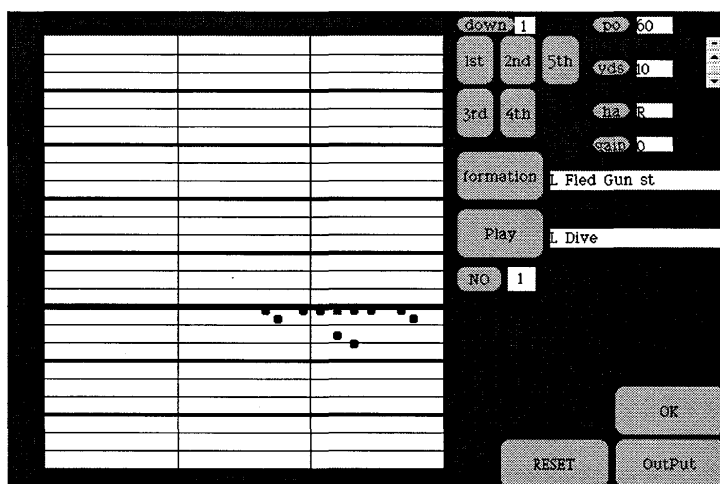 down 1 po 60
1st 2nd 5th yds 10
3rd 4th ha R
gain 0
formation L Fled Gun st
Play L Dive
NO 1
OK
RESET OutPut